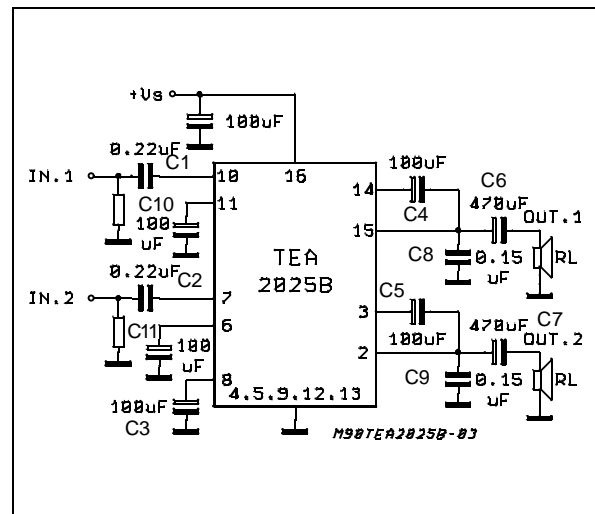 +Vs
100uF
0.22uF
C1
IN.1
10
16
100uF
C6
C10
11
14
470uF
C4
OUT.1
100
uF
15
TEA
2025B
C8
0.15
uF
RL
0.22uF
C2
IN.2
7
C5
3
470uF
C7
OUT.2
C11
6
100
uF
100uF
2
8
C9
0.15
uF
RL
100uF
4.5.9.12.13
C3
M90TEA2025B-03